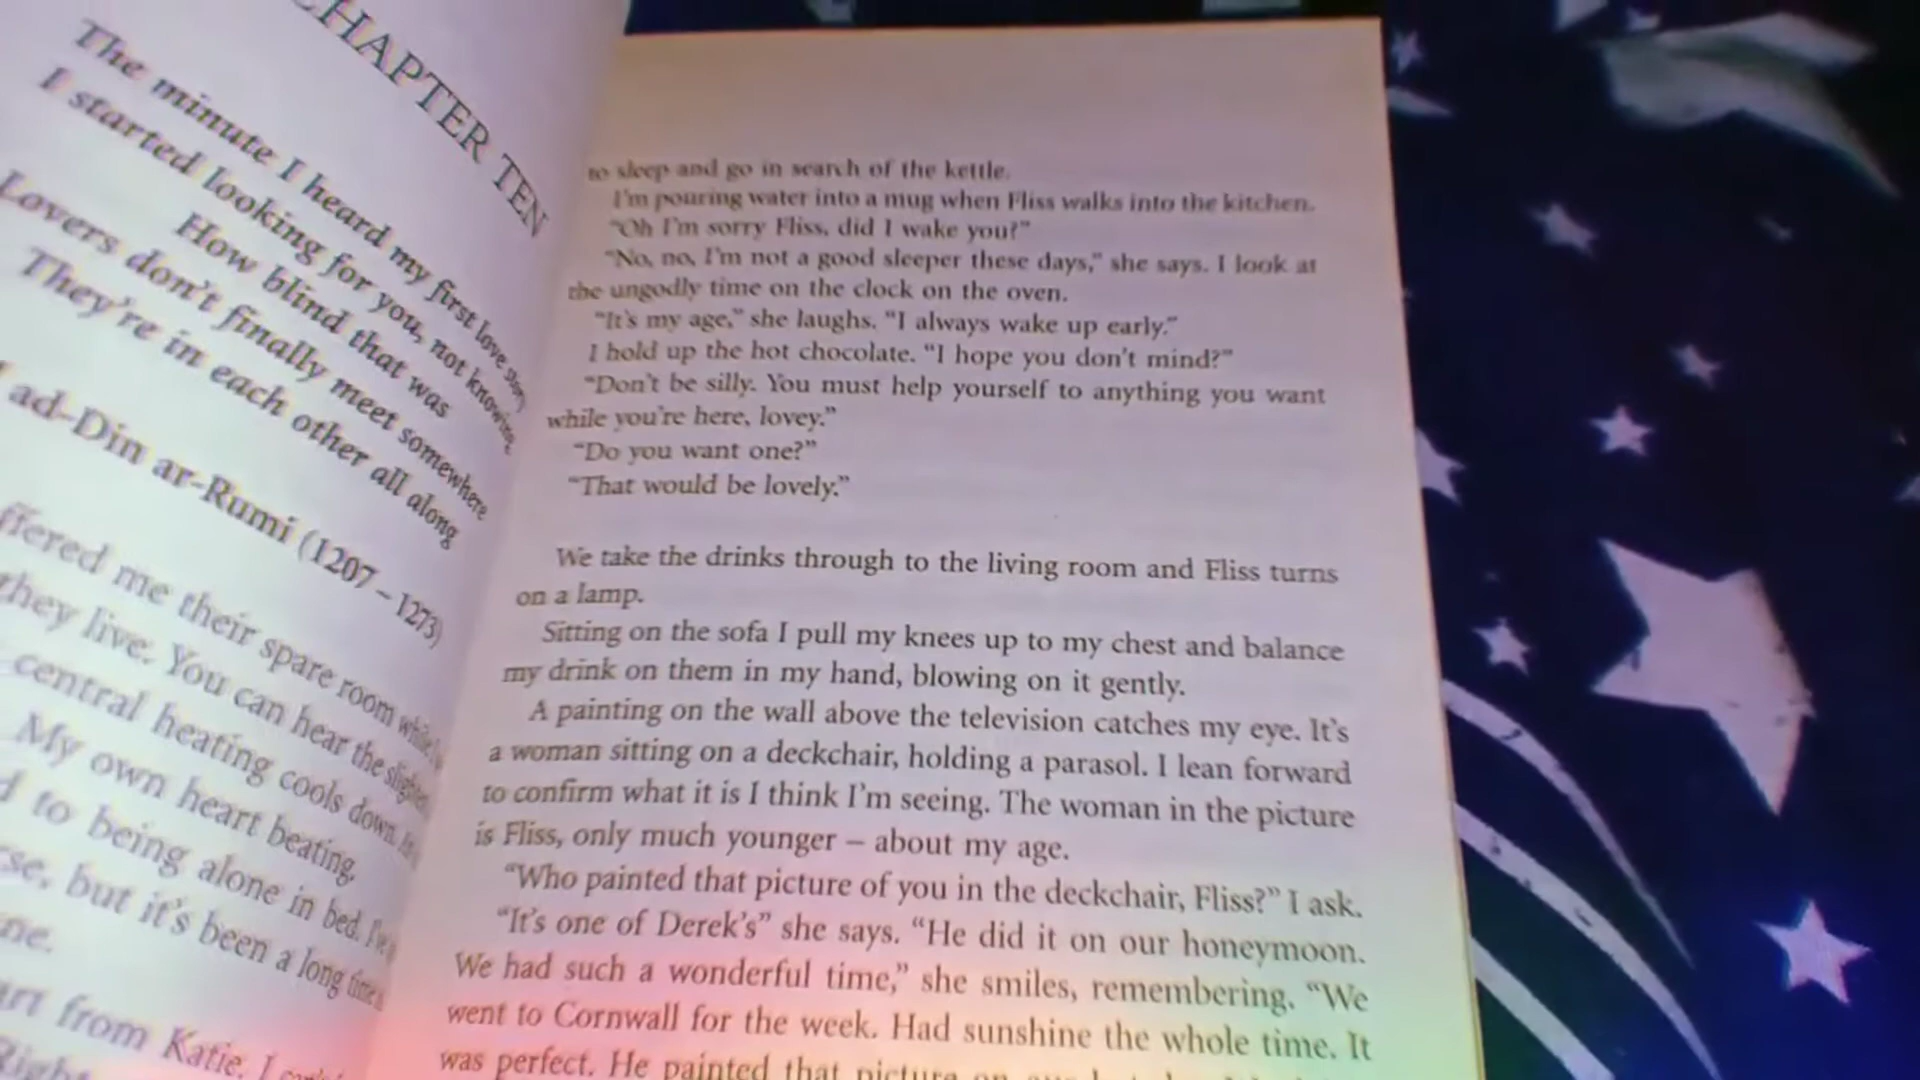 CHAPTER TEN
The minute I heard my first love story
I started looking for you, not knowing
How blind that was
Lovers don't finally meet somewhere
They're in each other all along
ad-Din ar-Rumi (1207 – 1273)
me their spare room while
they live. You can hear the
central heating cools down.
My own heart beating.
to being alone in bed. I've
but it's been a long time
from Katie. I can't
Right
to sleep and go in search of the kettle.
I'm pouring water into a mug when Fliss walks into the kitchen.
"Oh I'm sorry Fliss, did I wake you?"
"No, no, I'm not a good sleeper these days," she says. I look at
the ungodly time on the clock on the oven.
"It's my age," she laughs. "I always wake up early."
I hold up the hot chocolate. "I hope you don't mind?"
"Don't be silly. You must help yourself to anything you want
while you're here, lovey."
"Do you want one?"
"That would be lovely."
We take the drinks through to the living room and Fliss turns
on a lamp.
Sitting on the sofa I pull my knees up to my chest and balance
my drink on them in my hand, blowing on it gently.
A painting on the wall above the television catches my eye. It's
a woman sitting on a deckchair, holding a parasol. I lean forward
to confirm what it is I think I'm seeing. The woman in the picture
is Fliss, only much younger – about my age.
"Who painted that picture of you in the deckchair, Fliss?" I ask.
"It's one of Derek's" she says. "He did it on our honeymoon.
We had such a wonderful time," she smiles, remembering. "We
went to Cornwall for the week. Had sunshine the whole time. It
was perfect. He painted that picture on our